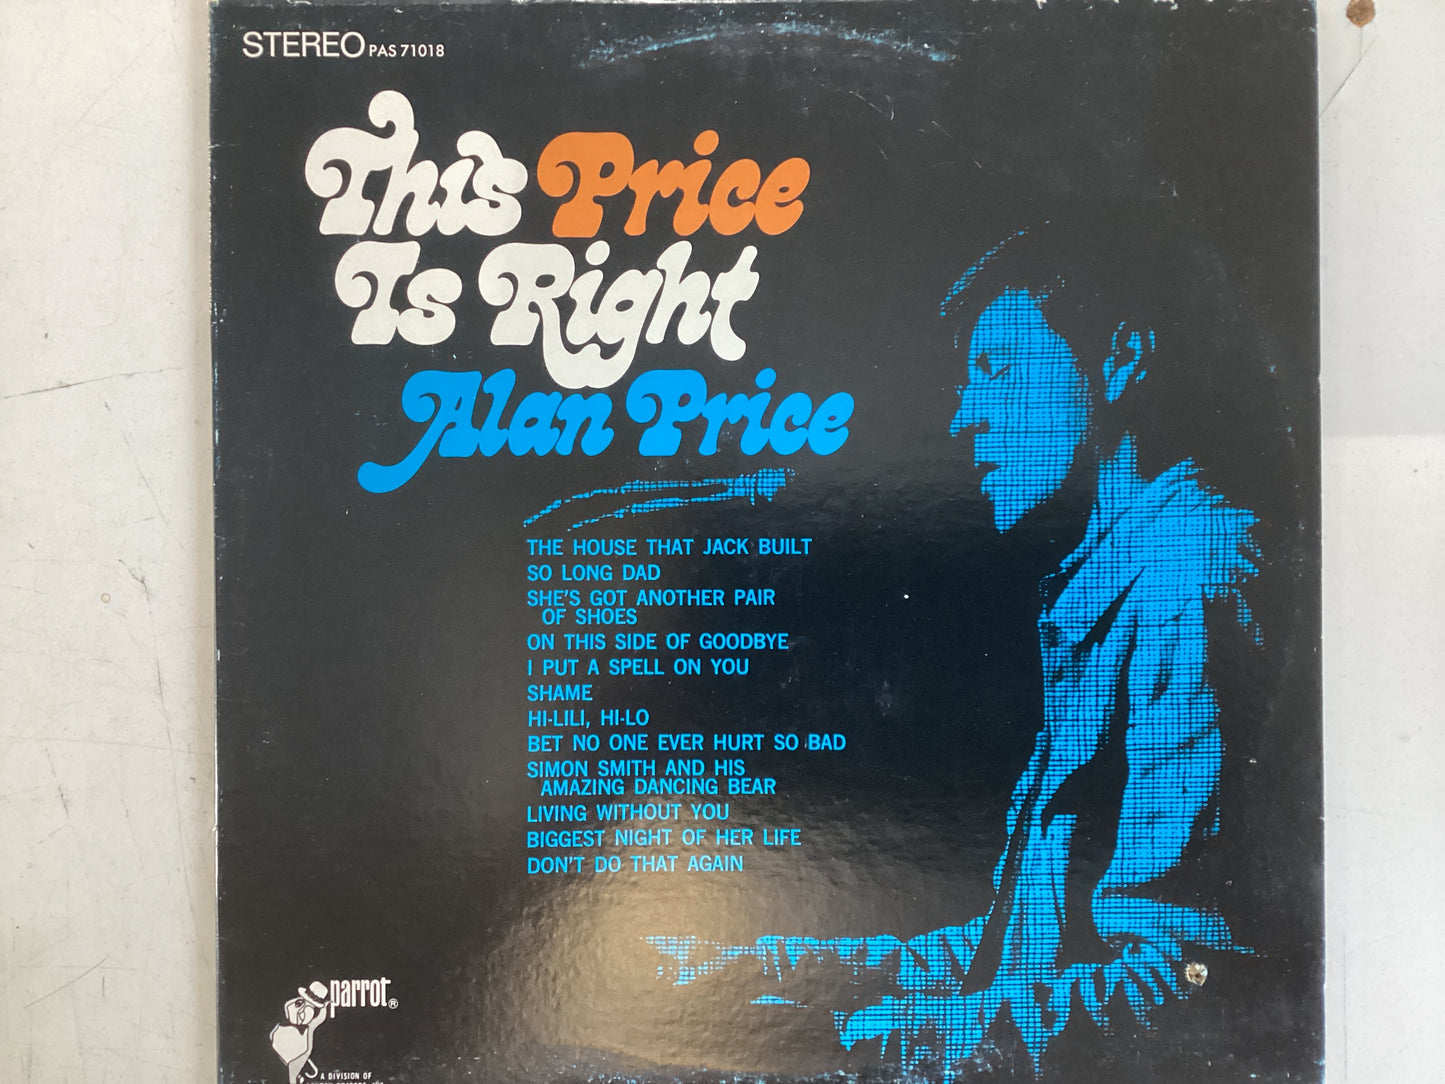 STEREO PAS 71018
This Price
Is Right
Alan Price
THE HOUSE THAT JACK BUILT
SO LONG DAD
SHE'S GOT ANOTHER PAIR
OF SHOES
ON THIS SIDE OF GOODBYE
I PUT A SPELL ON YOU
SHAME
HI-LILI, HI-LO
BET NO ONE EVER HURT SO BAD
SIMON SMITH AND HIS
AMAZING DANCING BEAR
LIVING WITHOUT YOU
BIGGEST NIGHT OF HER LIFE
DON'T DO THAT AGAIN
parrot®
A DIVISION OF